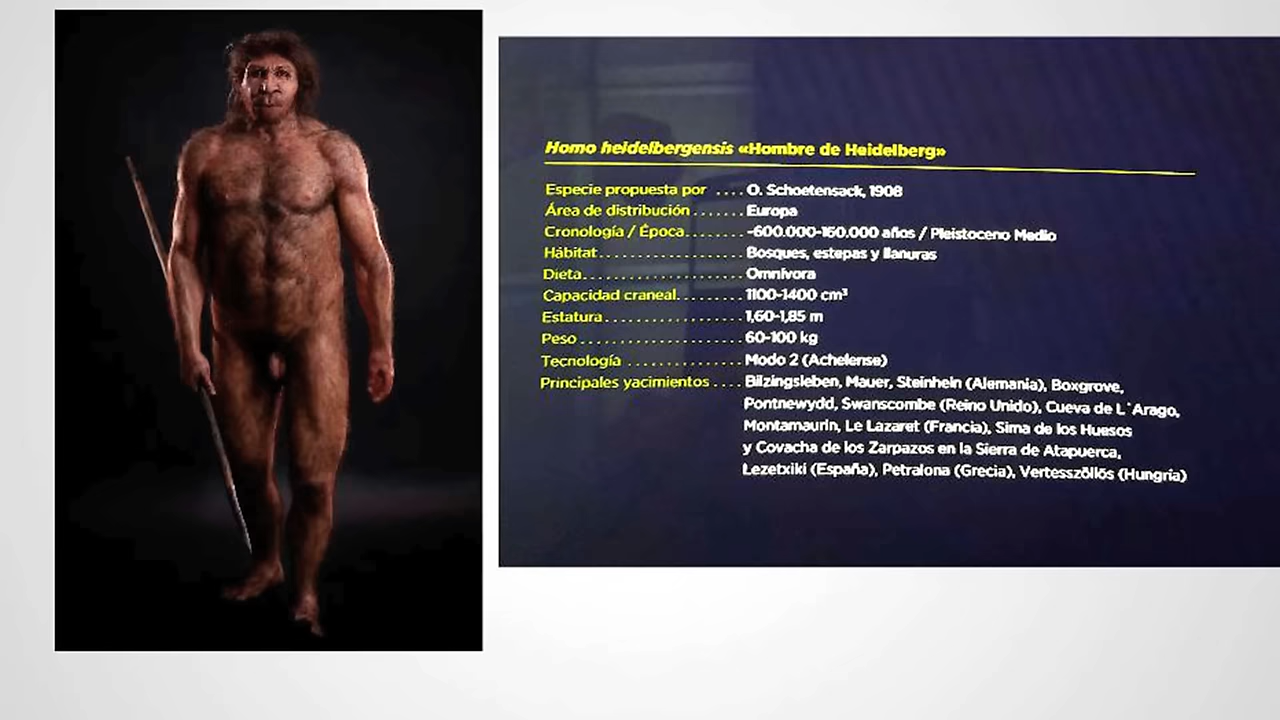 Homo heidelbergensis «Hombre de Heidelberg»
Especie propuesta por .... O. Schoetensack, 1908
Área de distribución ....... Europa
Cronología / Época ........ ~600.000-160.000 años / Pleistoceno Medio
Hábitat ..................... Bosques, estepas y llanuras
Dieta ....................... Omnívora
Capacidad craneal ......... 1100-1400 cm³
Estatura .................... 1,60-1,85 m
Peso ....................... 60-100 kg
Tecnología ................ Modo 2 (Achelense)
Principales yacimientos .... Bilzingsleben, Mauer, Steinhein (Alemania), Boxgrove,
Pontnewydd, Swanscombe (Reino Unido), Cueva de L´Arago,
Montamaurin, Le Lazaret (Francia), Sima de los Huesos
y Covacha de los Zarpazos en la Sierra de Atapuerca,
Lezetxiki (España), Petralona (Grecia), Vertesszöllös (Hungría)